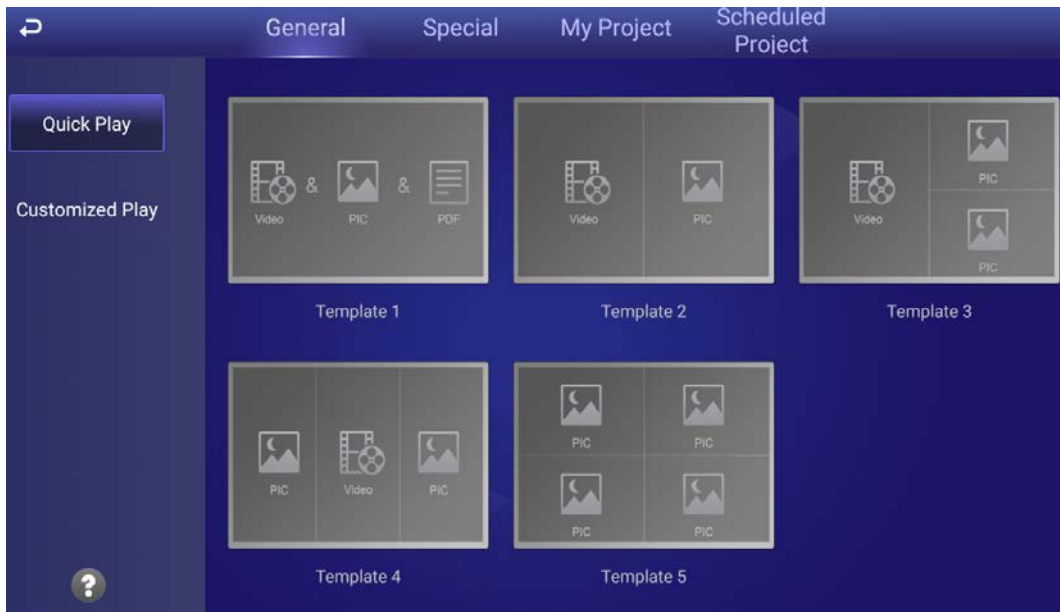 General
Special
My Project
Scheduled
Project
Quick Play
Customized Play
Video
&
PIC
&
PDF
Template 1
Video
PIC
Template 2
Video
PIC
PIC
Template 3
PIC
Video
PIC
Template 4
PIC
PIC
PIC
PIC
Template 5
?